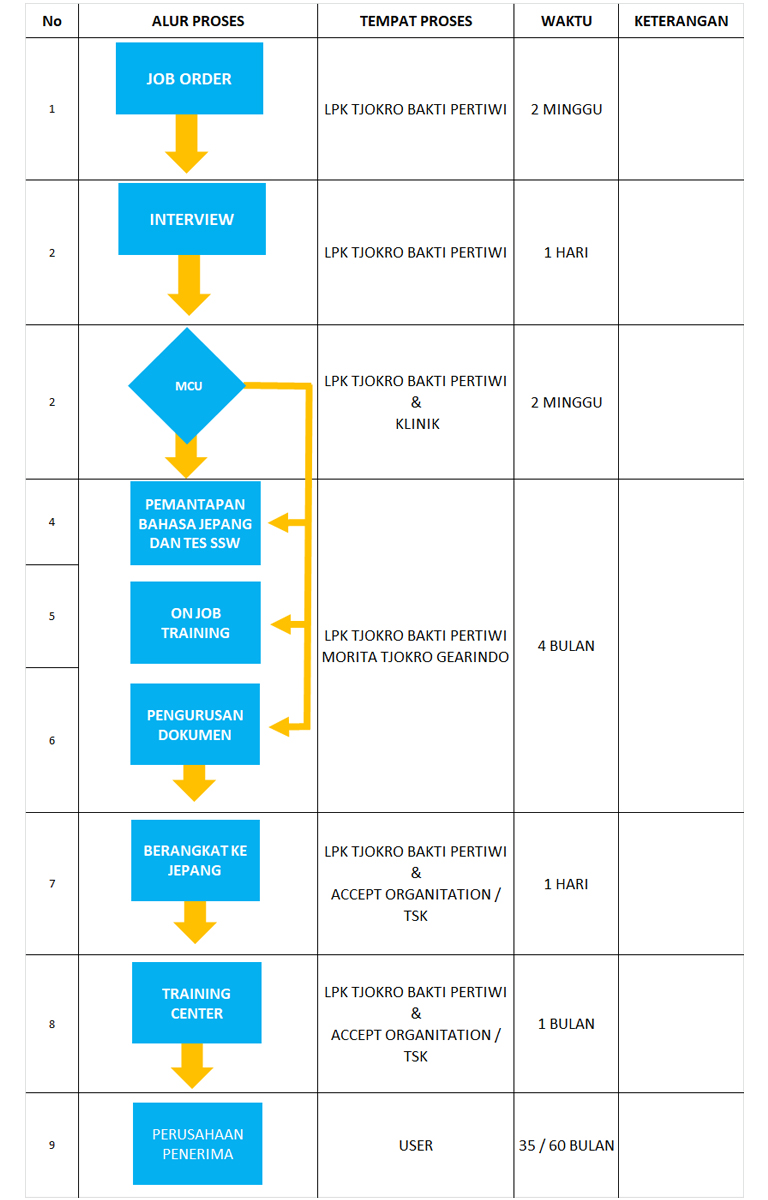 No ALUR PROSES TEMPAT PROSES WAKTU KETERANGAN
1 JOB ORDER LPK TJOKRO BAKTI PERTIWI 2 MINGGU
2 INTERVIEW LPK TJOKRO BAKTI PERTIWI 1 HARI
2 MCU LPK TJOKRO BAKTI PERTIWI
&
KLINIK
2 MINGGU
4 PEMANTAPAN
BAHASA JEPANG
DAN TES SSW
5 ON JOB
TRAINING
6 PENGURUSAN
DOKUMEN
LPK TJOKRO BAKTI PERTIWI
MORITA TJOKRO GEARINDO
4 BULAN
7 BERANGKAT KE
JEPANG
LPK TJOKRO BAKTI PERTIWI
&
ACCEPT ORGANITATION /
TSK
1 HARI
8 TRAINING
CENTER
LPK TJOKRO BAKTI PERTIWI
&
ACCEPT ORGANITATION /
TSK
1 BULAN
9 PERUSAHAAN
PENERIMA
USER
35 / 60 BULAN